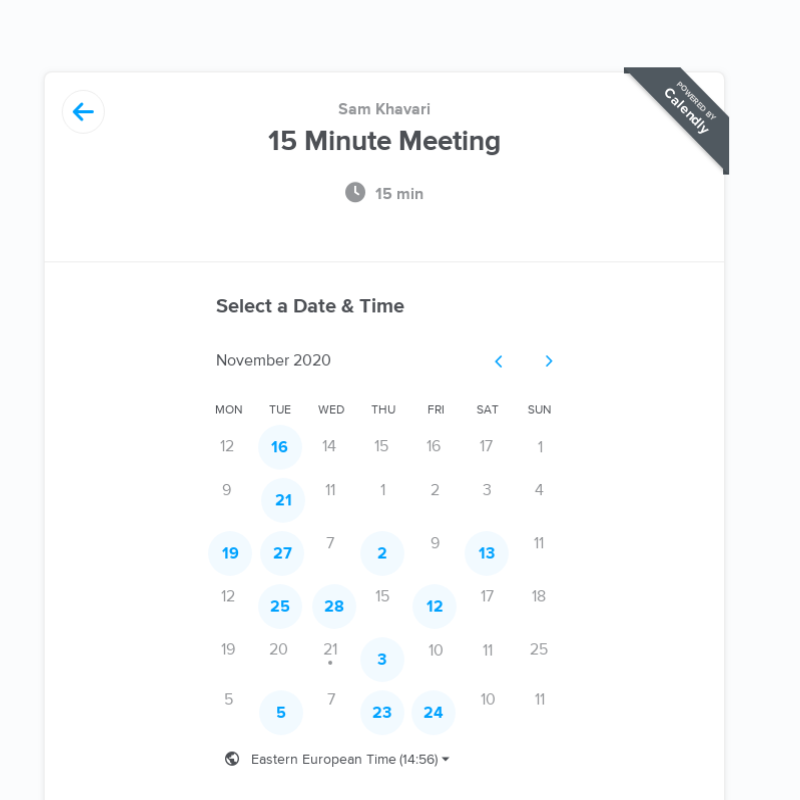 POWERED BY
Calendly
Sam Khavari
15 Minute Meeting
15 min
Select a Date & Time
November 2020
MON TUE WED THU FRI SAT SUN
12 16 14 15 16 17 1
9 21 11 1 2 3 4
19 27 7 2 9 13 11
12 25 28 15 12 17 18
19 20 21 3 10 11 25
5 5 7 23 24 10 11
Eastern European Time (14:56)